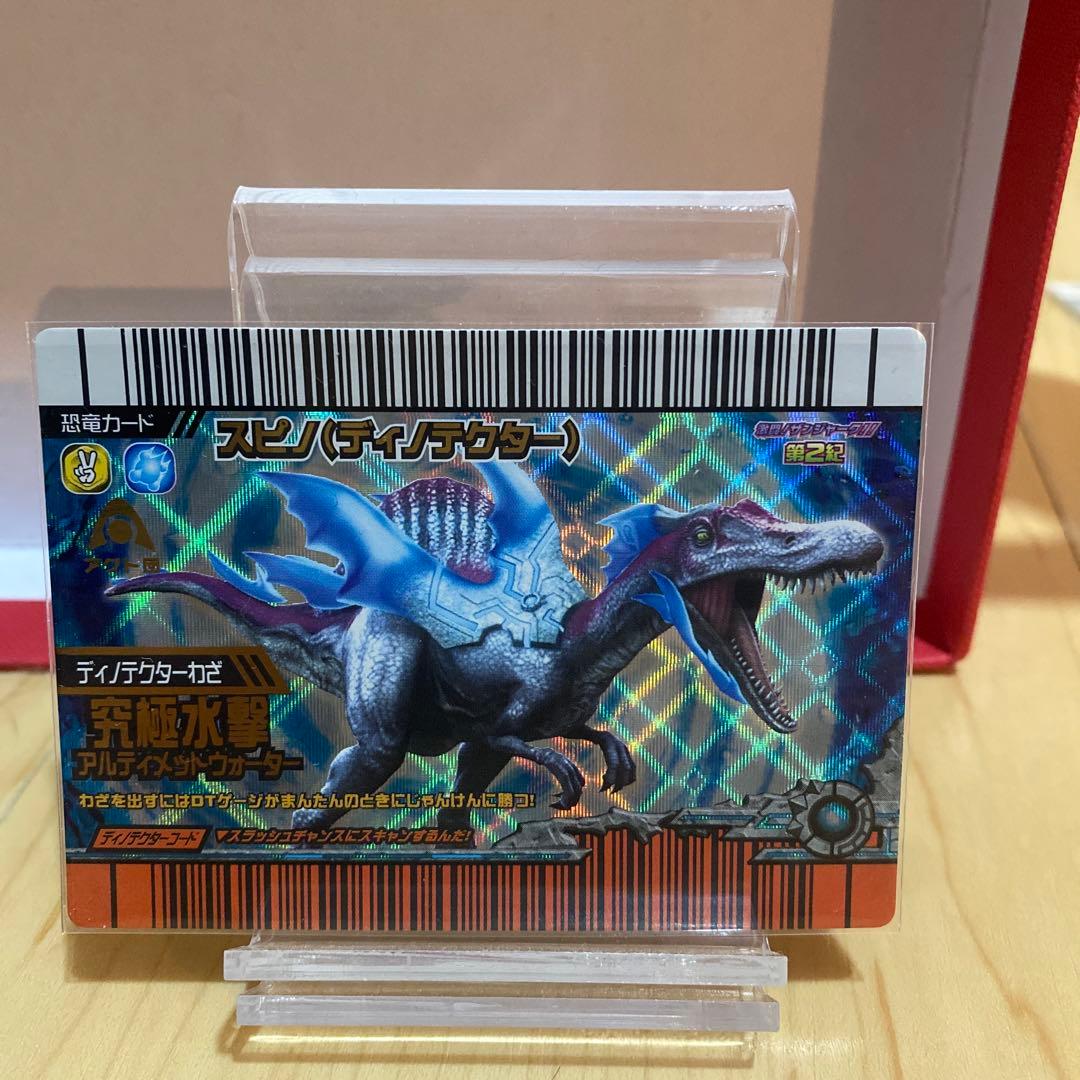 恐竜カード
スピノ(ディノテクター)
激闘!ザンジャーク!!!
第2紀
アクト団
ディノテクターわざ
究極水撃
アルティメットウォーター
わざを出すにはDTゲージがまんたんのときにじゃんけんに勝つ!
ディノテクターコード
▼スラッシュチャンスにスキャンするんだ!